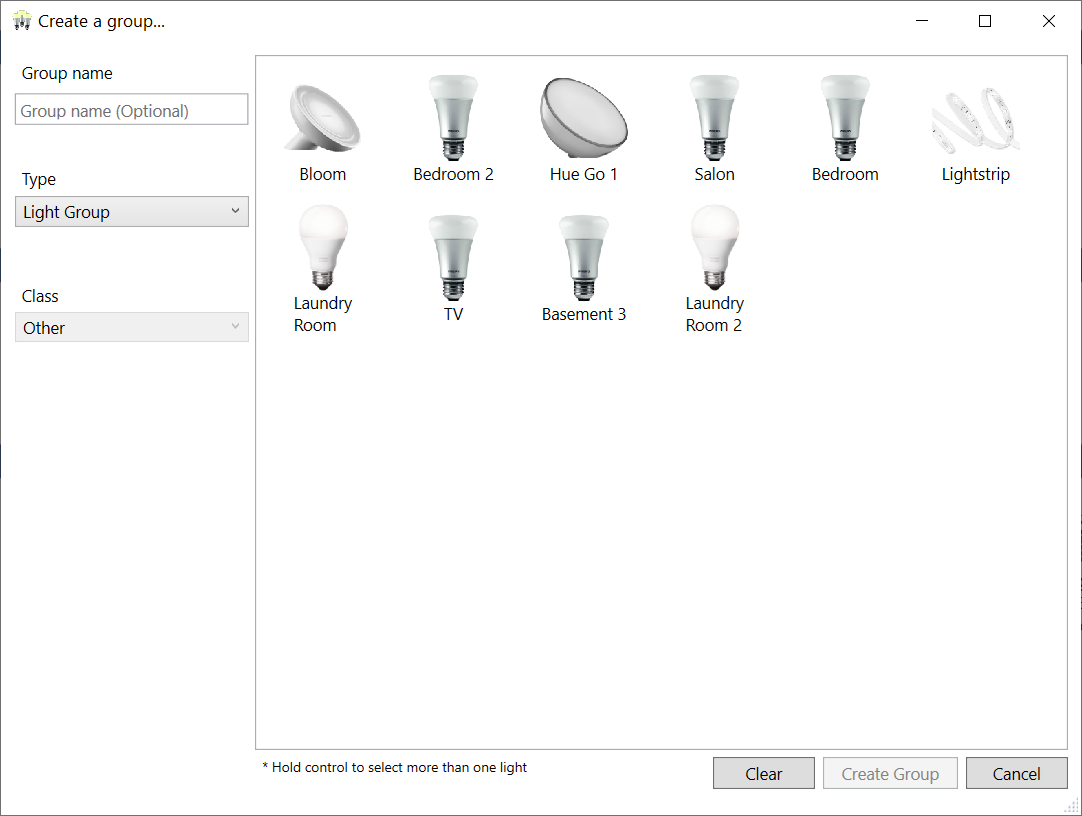 Create a group...
Group name
Group name (Optional)
Type
Light Group
Class
Other
Bloom
Bedroom 2
Hue Go 1
Salon
Bedroom
Lightstrip
Laundry
Room
TV
Basement 3
Laundry
Room 2
* Hold control to select more than one light
Clear
Create Group
Cancel